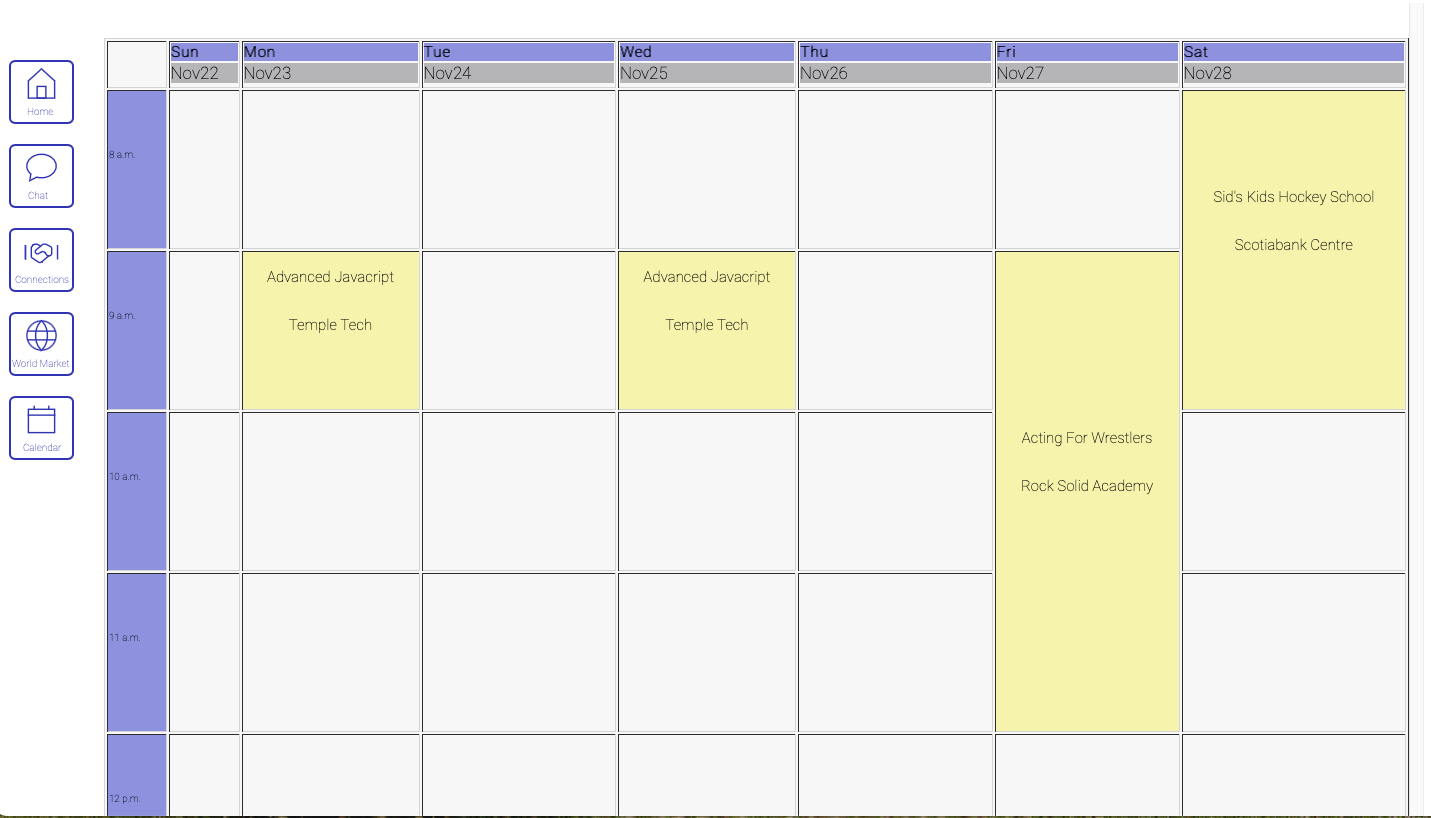 Sun Mon Tue Wed Thu Fri Sat
Nov22 Nov23 Nov24 Nov25 Nov26 Nov27 Nov28
Home
Chat
Connections
World Market
Calendar
8 a.m.
Sid's Kids Hockey School
Scotiabank Centre
9 a.m.
Advanced Javacript
Temple Tech
Advanced Javacript
Temple Tech
Acting For Wrestlers
Rock Solid Academy
10 a.m.
11 a.m.
12 p.m.